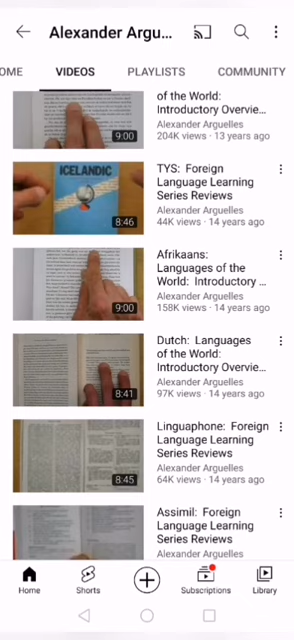 Alexander Argu...
OME
VIDEOS
PLAYLISTS
COMMUNITY
of the World:
Introductory Overvie...
Alexander Arguelles
204K views · 13 years ago
9:00
ICELANDIC
8:46
TYS: Foreign
Language Learning
Series Reviews
Alexander Arguelles
44K views · 14 years ago
9:00
Afrikaans:
Languages of the
World: Introductory ...
Alexander Arguelles
158K views · 14 years ago
8:41
Dutch: Languages
of the World:
Introductory Overvie...
Alexander Arguelles
97K views · 14 years ago
8:45
Linguaphone: Foreign
Language Learning
Series Reviews
Alexander Arguelles
64K views · 14 years ago
Assimil: Foreign
Language Learning
Series Reviews
Alexander Arguelles
Home
Shorts
Subscriptions
Library